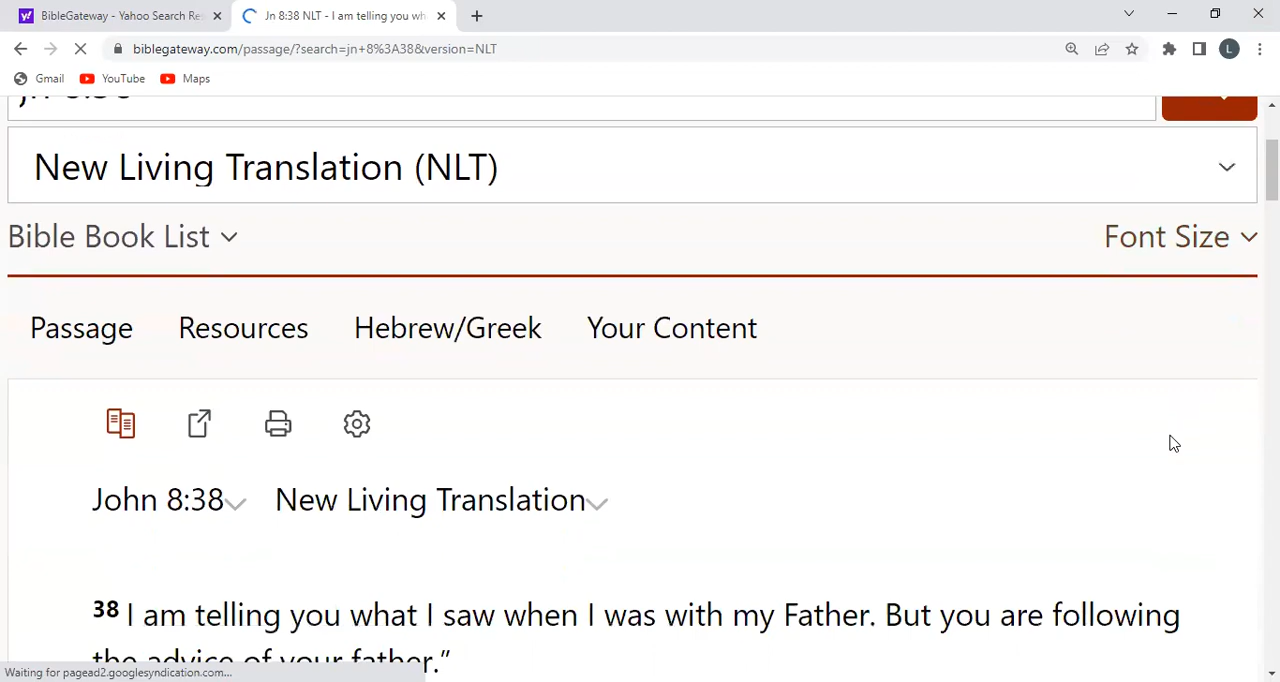 BibleGateway - Yahoo Search Res
Jn 8:38 NLT - I am telling you wh
biblegateway.com/passage/?search=jn+8%3A38&version=NLT
L
Gmail
YouTube
Maps
New Living Translation (NLT)
Bible Book List
Font Size
Passage
Resources
Hebrew/Greek
Your Content
John 8:38
New Living Translation
38 I am telling you what I saw when I was with my Father. But you are following
the advice of your father.”
Waiting for pagead2.googlesyndication.com...